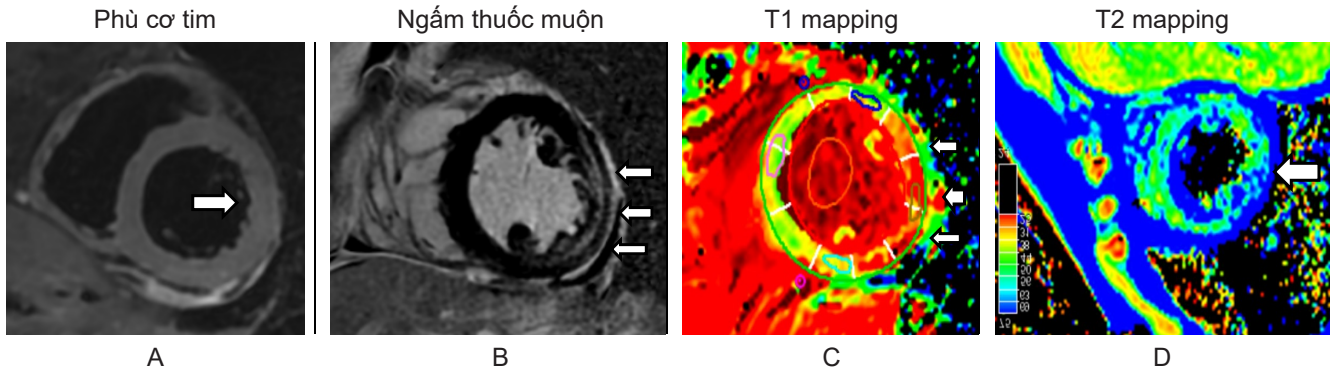 Phù cơ tim
Ngấm thuốc muộn
T1 mapping
T2 mapping
A
B
C
D